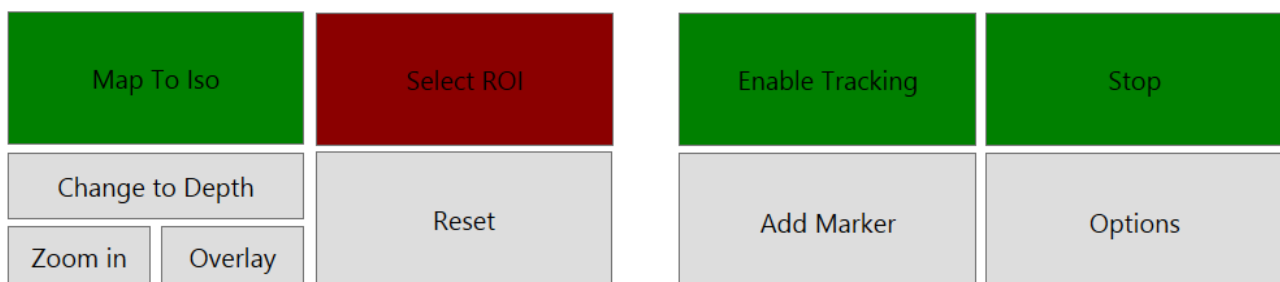 Map To Iso
Select ROI
Enable Tracking
Stop
Change to Depth
Reset
Add Marker
Options
Zoom in
Overlay